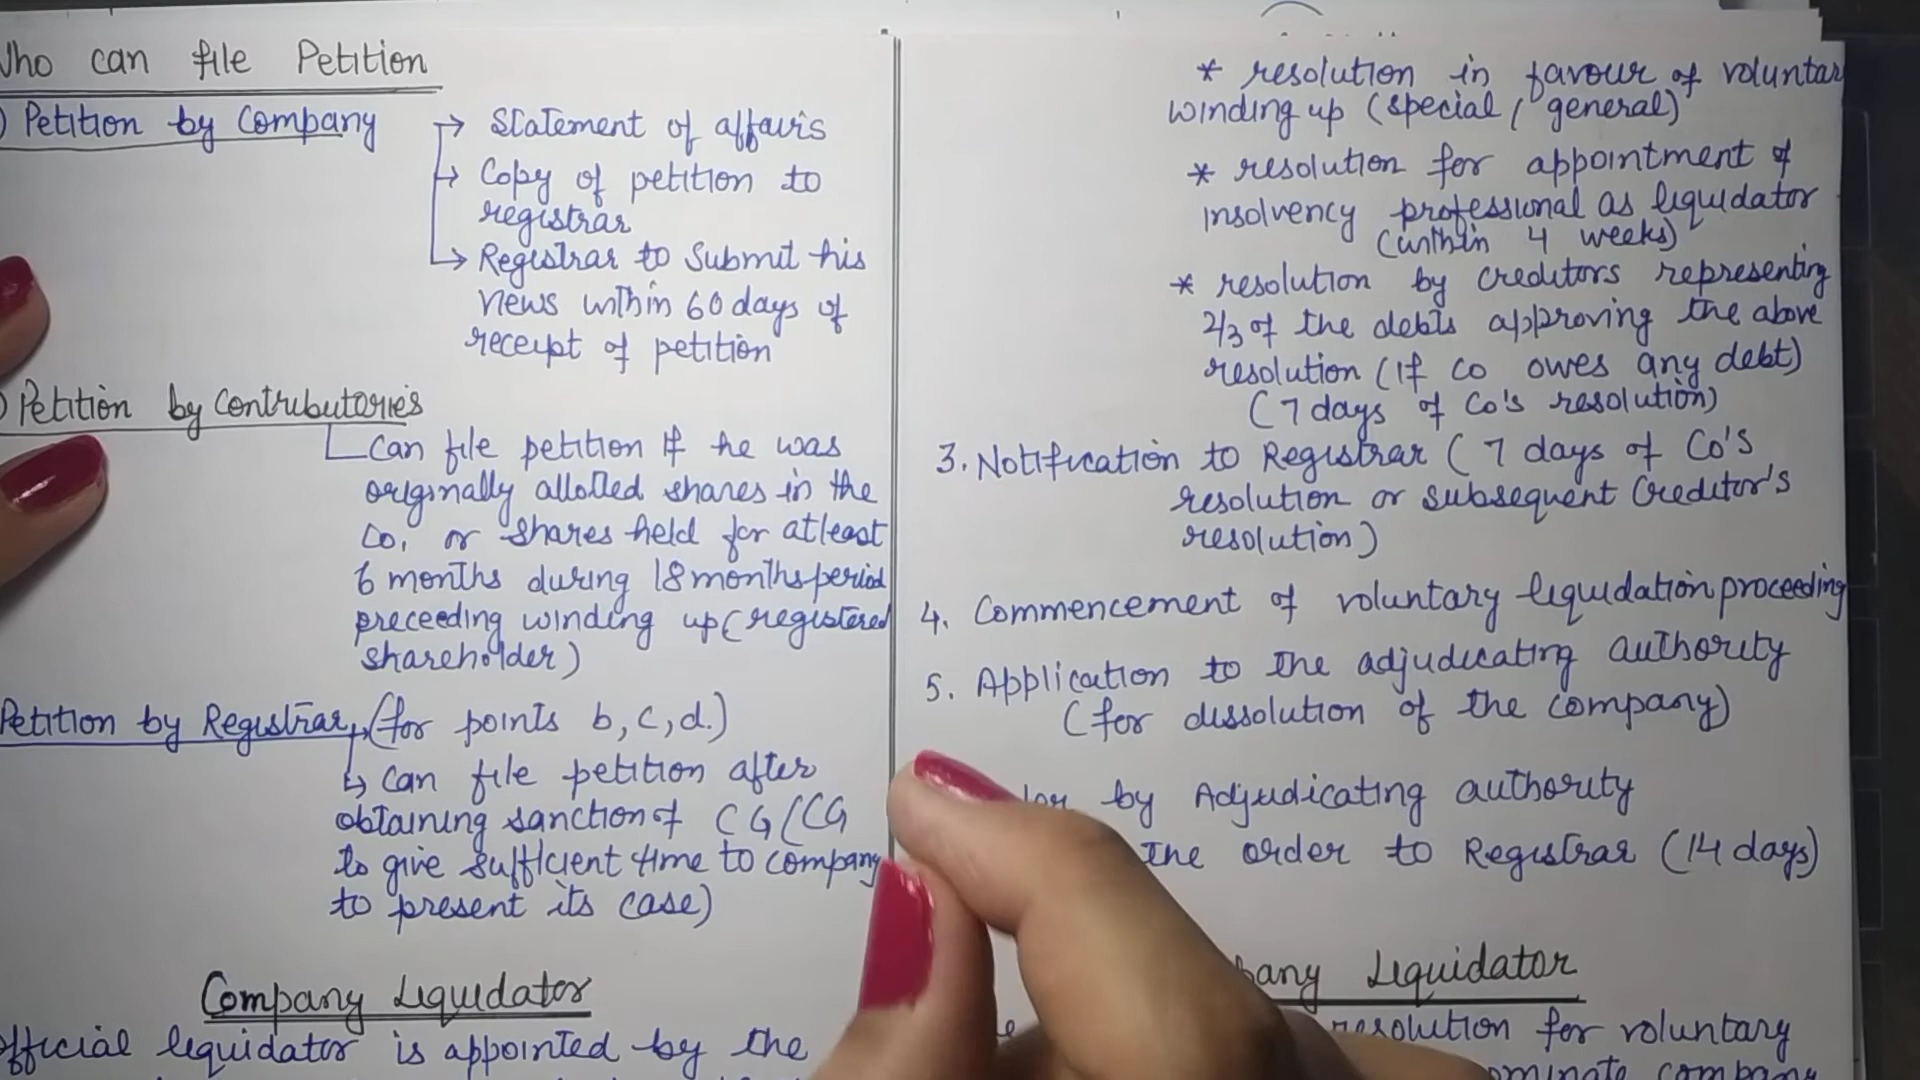 Who can file Petition
) Petition by Company
→ Statement of affairs
→ Copy of petition to
registrar
→ Registrar to Submit his
news within 60 days of
receipt of petition
) Petition by Contributories
can file petition if he was
originally allotted shares in the
Co, or shares held for atleast
6 months during 18 months period
preceeding winding up (registered
shareholder)
Petition by Registrar → (for points b, c, d.)
↳ can file petition after
obtaining sanction of CG/(CG
to give sufficient time to company
to present its case)
Company Liquidator
official liquidator is appointed by the
* resolution in favour of voluntar
winding up (special / general)
* resolution for appointment of
insolvency professional as liquidator
(within 4 weeks)
* resolution by creditors representing
2/3 of the debts approving the above
resolution (if co owes any debt)
(7 days of Co's resolution)
3. Notification to Registrar (7 days of Co's
resolution or subsequent Creditor's
resolution)
4. Commencement of voluntary liquidation proceeding
5. Application to the adjudicating authority
(for dissolution of the company)
by Adjudicating authority
the order to Registrar (14 days)
pany Liquidator
resolution for voluntary
ominate company